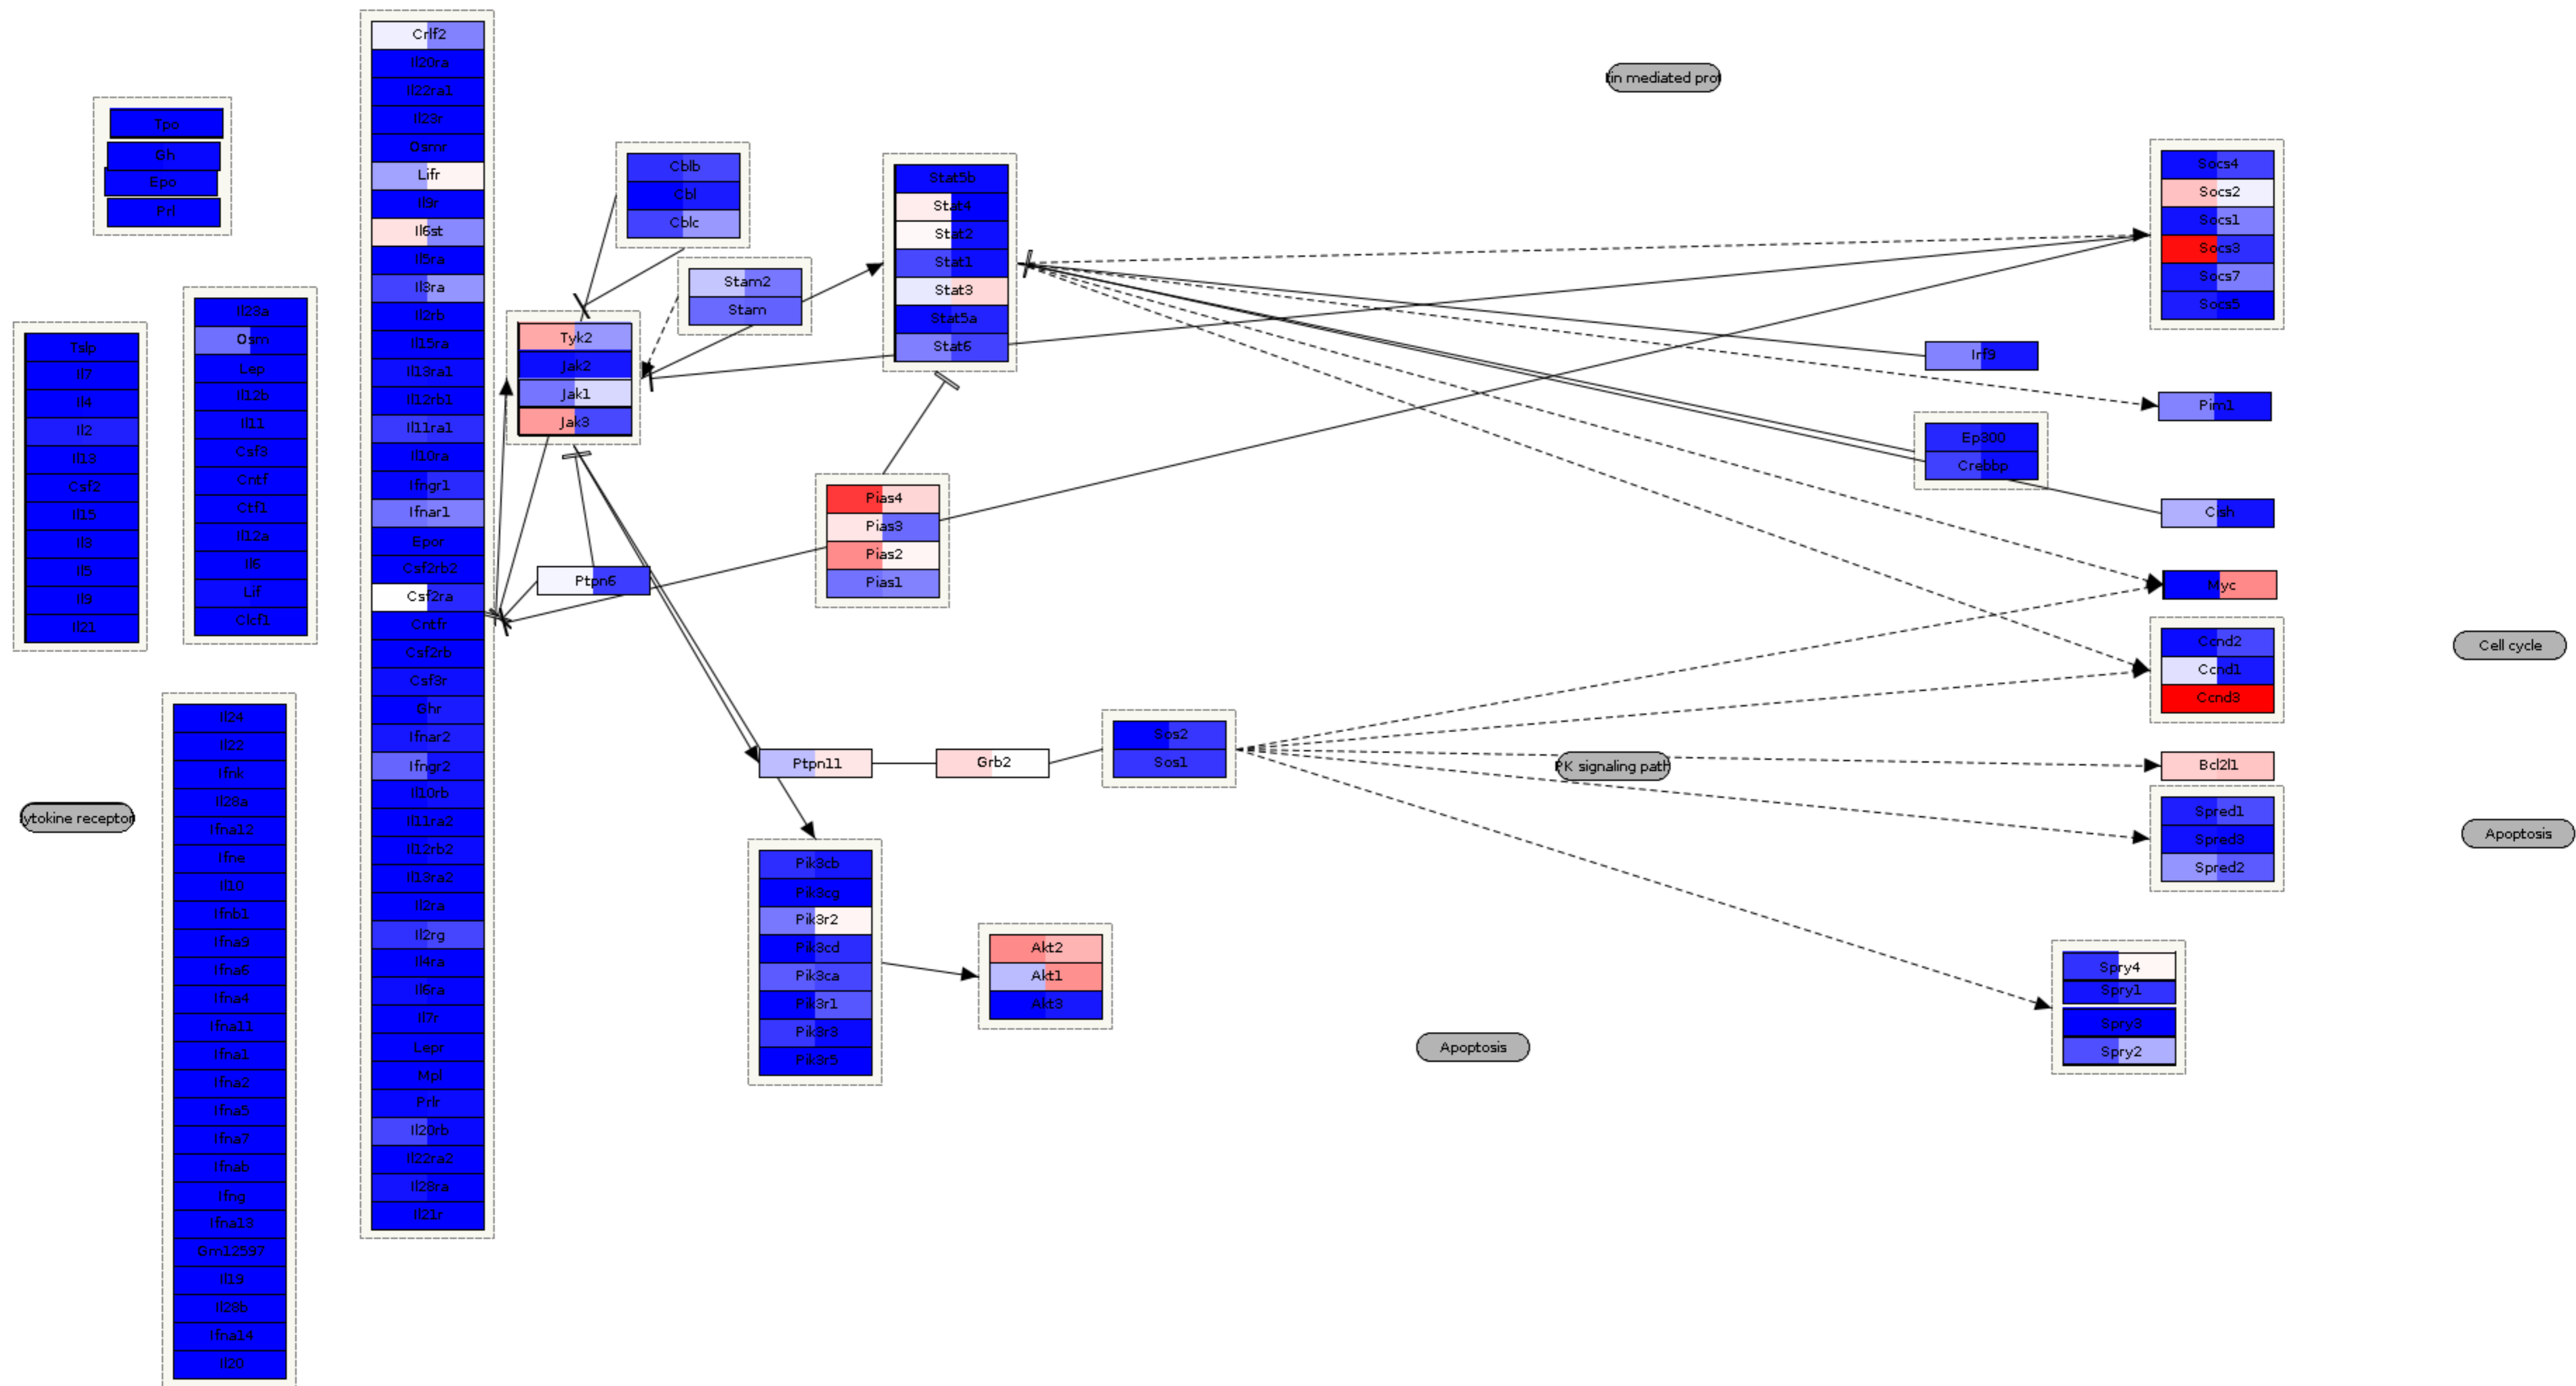 Tpo
Gh
Epo
Prl
Tslp
Il7
Il4
Il2
Il13
Csf2
Il15
Il3
Il5
Il9
Il21
Il23a
Osm
Lep
Il12b
Il11
Csf3
Cntf
Ctf1
Il12a
Il6
Lif
Clcf1
ytokine receptor
Il24
Il22
Ifnk
Il28a
Ifna12
Ifne
Il10
Ifnb1
Ifna9
Ifna6
Ifna4
Ifna11
Ifna1
Ifna2
Ifna5
Ifna7
Ifnab
Ifng
Ifna13
Gm12597
Il19
Il28b
Ifna14
Il20
Crlf2
Il20ra
Il22ra1
Il23r
Osmr
Lifr
Il9r
Il6st
Il5ra
Il3ra
Il2rb
Il15ra
Il13ra1
Il12rb1
Il11ra1
Il10ra
Ifngr1
Ifnar1
Epor
Csf2rb2
Csf2ra
Cntfr
Csf2rb
Csf3r
Ghr
Ifnar2
Ifngr2
Il10rb
Il11ra2
Il12rb2
Il13ra2
Il2ra
Il2rg
Il4ra
Il6ra
Il7r
Lepr
Mpl
Prlr
Il20rb
Il22ra2
Il28ra
Il21r
Cblb
Cbl
Cblc
Stam2
Stam
Tyk2
Jak2
Jak1
Jak3
Ptpn6
Stat5b
Stat4
Stat2
Stat1
Stat3
Stat5a
Stat6
Pias4
Pias3
Pias2
Pias1
Ptpn11
Grb2
Sos2
Sos1
Pik3cb
Pik3cg
Pik3r2
Pik3cd
Pik3ca
Pik3r1
Pik3r3
Pik3r5
Akt2
Akt1
Akt3
Apoptosis
PK signaling path
tin mediated prot
Irf9
Ep300
Crebbp
Socs4
Socs2
Socs1
Socs3
Socs7
Socs5
Pim1
Cish
Myc
Ccnd2
Ccnd1
Ccnd3
Bcl2l1
Spred1
Spred3
Spred2
Spry4
Spry1
Spry3
Spry2
Cell cycle
Apoptosis